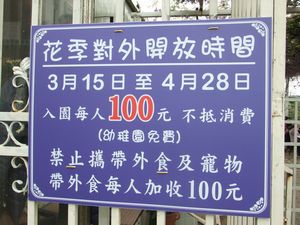 花季對外開放時間
3月15日至4月28日
入園每人100元 不抵消費
(幼稚園免費)
禁止攜帶外食及寵物
帶外食每人加收100元